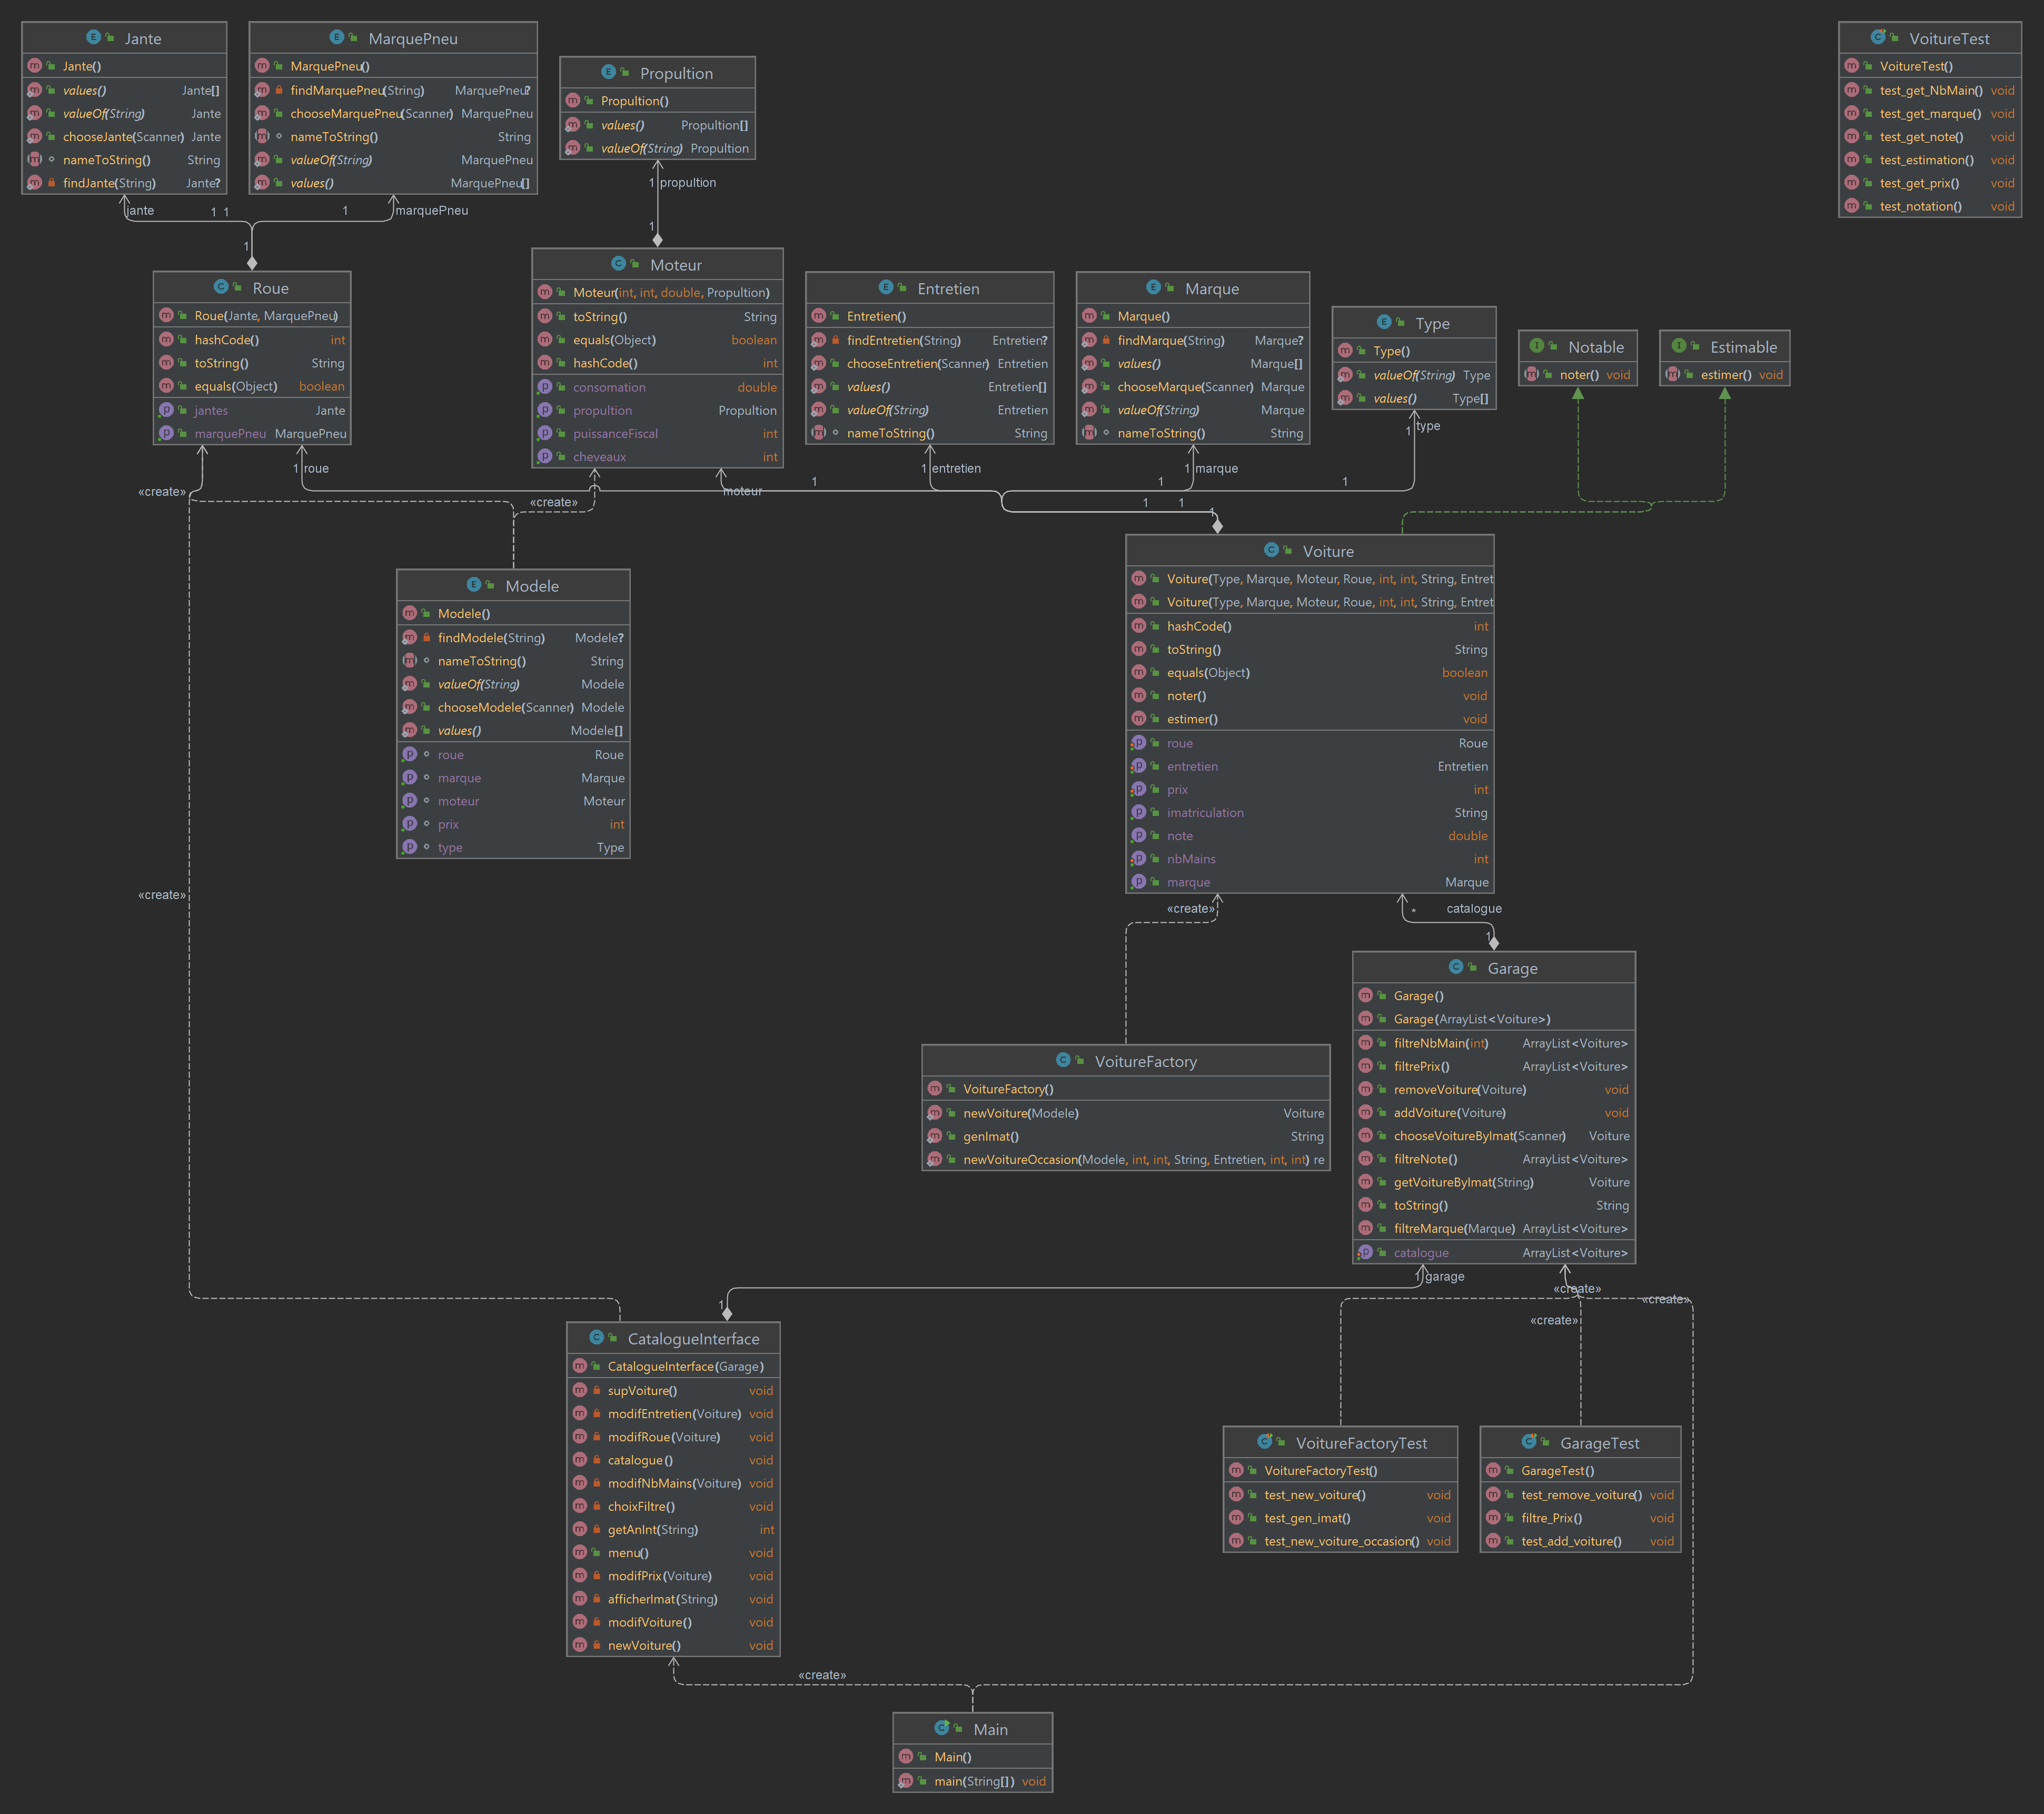 Jante
Jante()
values() Jante[]
valueOf(String) Jante
chooseJante(Scanner) Jante
nameToString() String
findJante(String) Jante?
MarquePneu
MarquePneu()
findMarquePneu(String) MarquePneu?
chooseMarquePneu(Scanner) MarquePneu
nameToString() String
valueOf(String) MarquePneu
values() MarquePneu[]
Propultion
Propultion()
values() Propultion[]
valueOf(String) Propultion
VoitureTest
VoitureTest()
test_get_NbMain() void
test_get_marque() void
test_get_note() void
test_estimation() void
test_get_prix() void
test_notation() void
jante 1 1 1 marquePneu
1
1 propultion
1
Roue
Roue(Jante, MarquePneu)
hashCode() int
toString() String
equals(Object) boolean
jantes Jante
marquePneu MarquePneu
Moteur
Moteur(int, int, double, Propultion)
toString() String
equals(Object) boolean
hashCode() int
consomation double
propultion Propultion
puissanceFiscal int
cheveaux int
Entretien
Entretien()
findEntretien(String) Entretien?
chooseEntretien(Scanner) Entretien
values() Entretien[]
valueOf(String) Entretien
nameToString() String
Marque
Marque()
findMarque(String) Marque?
values() Marque[]
chooseMarque(Scanner) Marque
valueOf(String) Marque
nameToString() String
Type
Type()
valueOf(String) Type
values() Type[]
Notable
noter() void
Estimable
estimer() void
1 type
1 roue
1 entretien
1 marque
«create»
«create»
moteur
1 1 1
1 1 1
Modele
Modele()
findModele(String) Modele?
nameToString() String
valueOf(String) Modele
chooseModele(Scanner) Modele
values() Modele[]
roue Roue
marque Marque
moteur Moteur
prix int
type Type
Voiture
Voiture(Type, Marque, Moteur, Roue, int, int, String, Entret
Voiture(Type, Marque, Moteur, Roue, int, int, String, Entret
hashCode() int
toString() String
equals(Object) boolean
noter() void
estimer() void
roue Roue
entretien Entretien
prix int
imatriculation String
note double
nbMains int
marque Marque
«create»
«create»
* catalogue
1
VoitureFactory
VoitureFactory()
newVoiture(Modele) Voiture
genImat() String
newVoitureOccasion(Modele, int, int, String, Entretien, int, int) re
Garage
Garage()
Garage(ArrayList<Voiture>)
filtreNbMain(int) ArrayList<Voiture>
filtrePrix() ArrayList<Voiture>
removeVoiture(Voiture) void
addVoiture(Voiture) void
chooseVoitureByImat(Scanner) Voiture
filtreNote() ArrayList<Voiture>
getVoitureByImat(String) Voiture
toString() String
filtreMarque(Marque) ArrayList<Voiture>
catalogue ArrayList<Voiture>
1 garage
«create»
«create»
«create»
1
CatalogueInterface
CatalogueInterface(Garage)
supVoiture() void
modifEntretien(Voiture) void
modifRoue(Voiture) void
catalogue() void
modifNbMains(Voiture) void
choixFiltre() void
getAnInt(String) int
menu() void
modifPrix(Voiture) void
afficherImat(String) void
modifVoiture() void
newVoiture() void
VoitureFactoryTest
VoitureFactoryTest()
test_new_voiture() void
test_gen_imat() void
test_new_voiture_occasion() void
GarageTest
GarageTest()
test_remove_voiture() void
filtre_Prix() void
test_add_voiture() void
«create»
Main
Main()
main(String[]) void